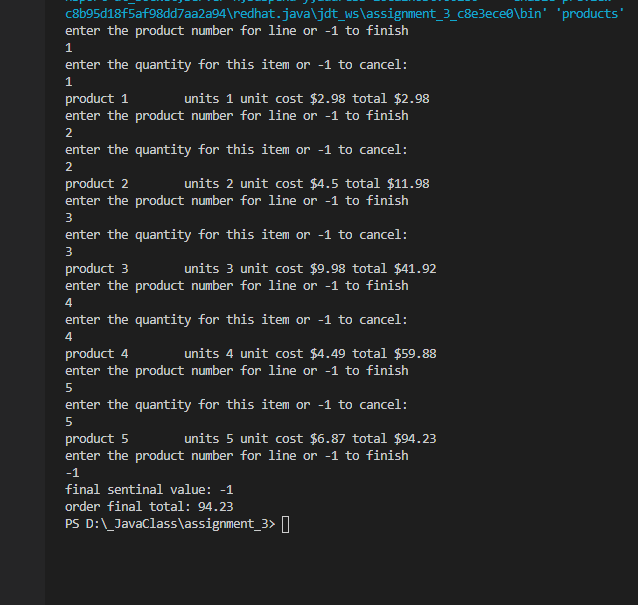 c8b95d18f5af98dd7aa2a94\redhat.java\jdt_ws\assignment_3_c8e3ece0\bin' 'products'
enter the product number for line or -1 to finish
1
enter the quantity for this item or -1 to cancel:
1
product 1 units 1 unit cost $2.98 total $2.98
enter the product number for line or -1 to finish
2
enter the quantity for this item or -1 to cancel:
2
product 2 units 2 unit cost $4.5 total $11.98
enter the product number for line or -1 to finish
3
enter the quantity for this item or -1 to cancel:
3
product 3 units 3 unit cost $9.98 total $41.92
enter the product number for line or -1 to finish
4
enter the quantity for this item or -1 to cancel:
4
product 4 units 4 unit cost $4.49 total $59.88
enter the product number for line or -1 to finish
5
enter the quantity for this item or -1 to cancel:
5
product 5 units 5 unit cost $6.87 total $94.23
enter the product number for line or -1 to finish
-1
final sentinal value: -1
order final total: 94.23
PS D:\_JavaClass\assignment_3>